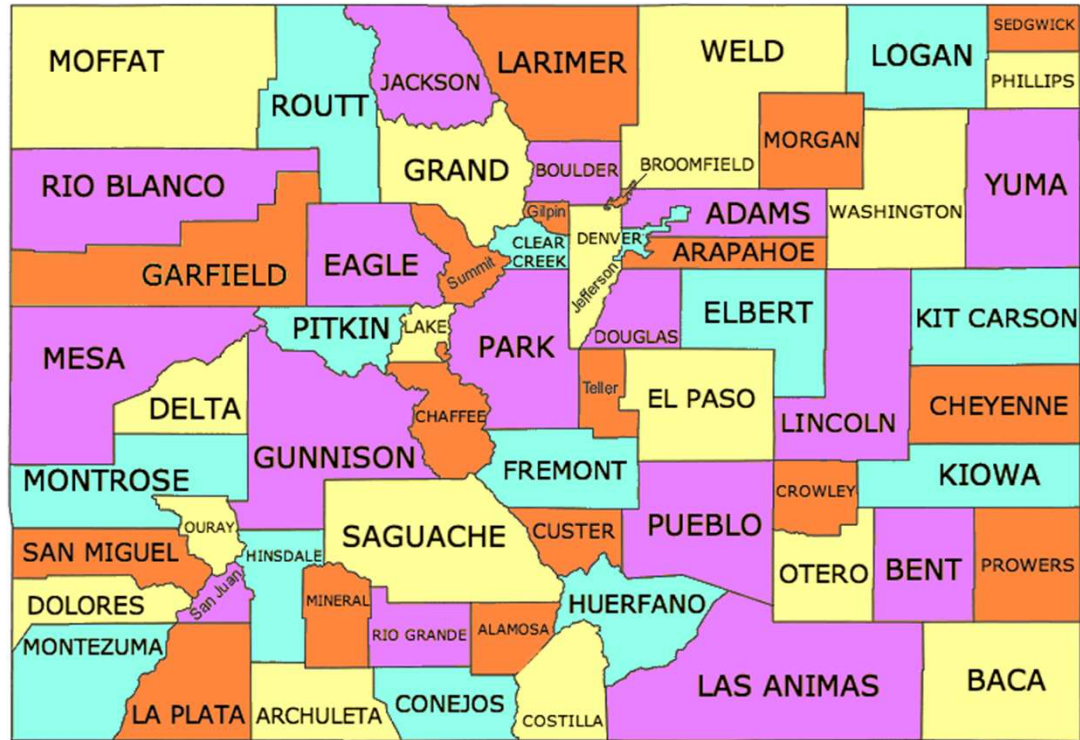 SEDGWICK
MOFFAT
WELD
LOGAN
LARIMER
JACKSON
PHILLIPS
ROUTT
MORGAN
BROOMFIELD
GRAND
BOULDER
RIO BLANCO
YUMA
Gilpin
ADAMS
WASHINGTON
DENVER
CLEAR
CREEK
ARAPAHOE
EAGLE
GARFIELD
Summit
Jefferson
ELBERT
KIT CARSON
PITKIN
LAKE
DOUGLAS
PARK
MESA
Teller
EL PASO
DELTA
CHEYENNE
CHAFFEE
LINCOLN
GUNNISON
FREMONT
MONTROSE
KIOWA
CROWLEY
OURAY
PUEBLO
CUSTER
SAGUACHE
SAN MIGUEL
HINSDALE
OTERO
BENT
PROWERS
San Juan
MINERAL
DOLORES
HUERFANO
RIO GRANDE
ALAMOSA
MONTEZUMA
LAS ANIMAS
BACA
CONEJOS
LA PLATA
ARCHULETA
COSTILLA